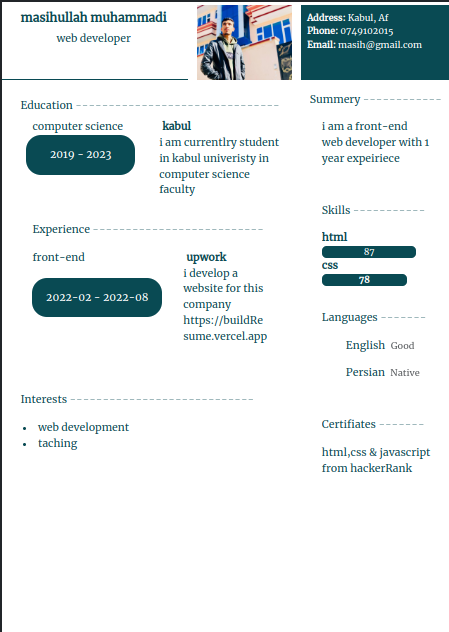 masihullah muhammadi
web developer
Address: Kabul, Af
Phone: 0749102015
Email: masih@gmail.com
Education
computer science
2019 - 2023
kabul
i am currentlry student
in kabul univeristy in
computer science
faculty
Experience
front-end
2022-02 - 2022-08
upwork
i develop a
website for this
company
https://buildRe
sume.vercel.app
Interests
• web development
• taching
Summery
i am a front-end
web developer with 1
year expeiriece
Skills
html
87
css
78
Languages
English Good
Persian Native
Certifiates
html,css & javascript
from hackerRank